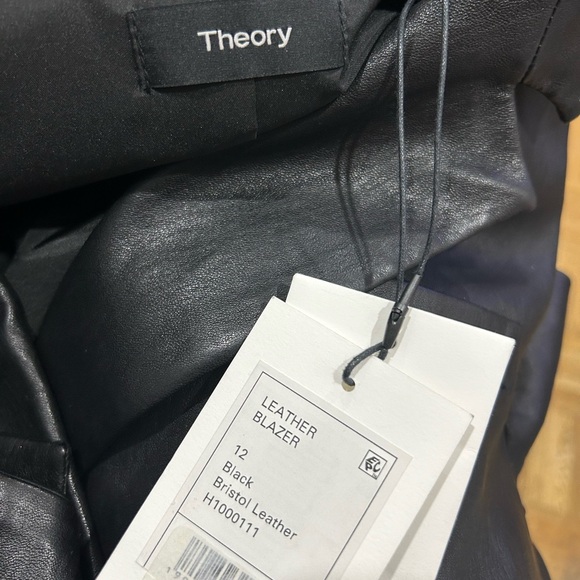 Theory
LEATHER
BLAZER
12
Black
Bristol Leather
H1000111